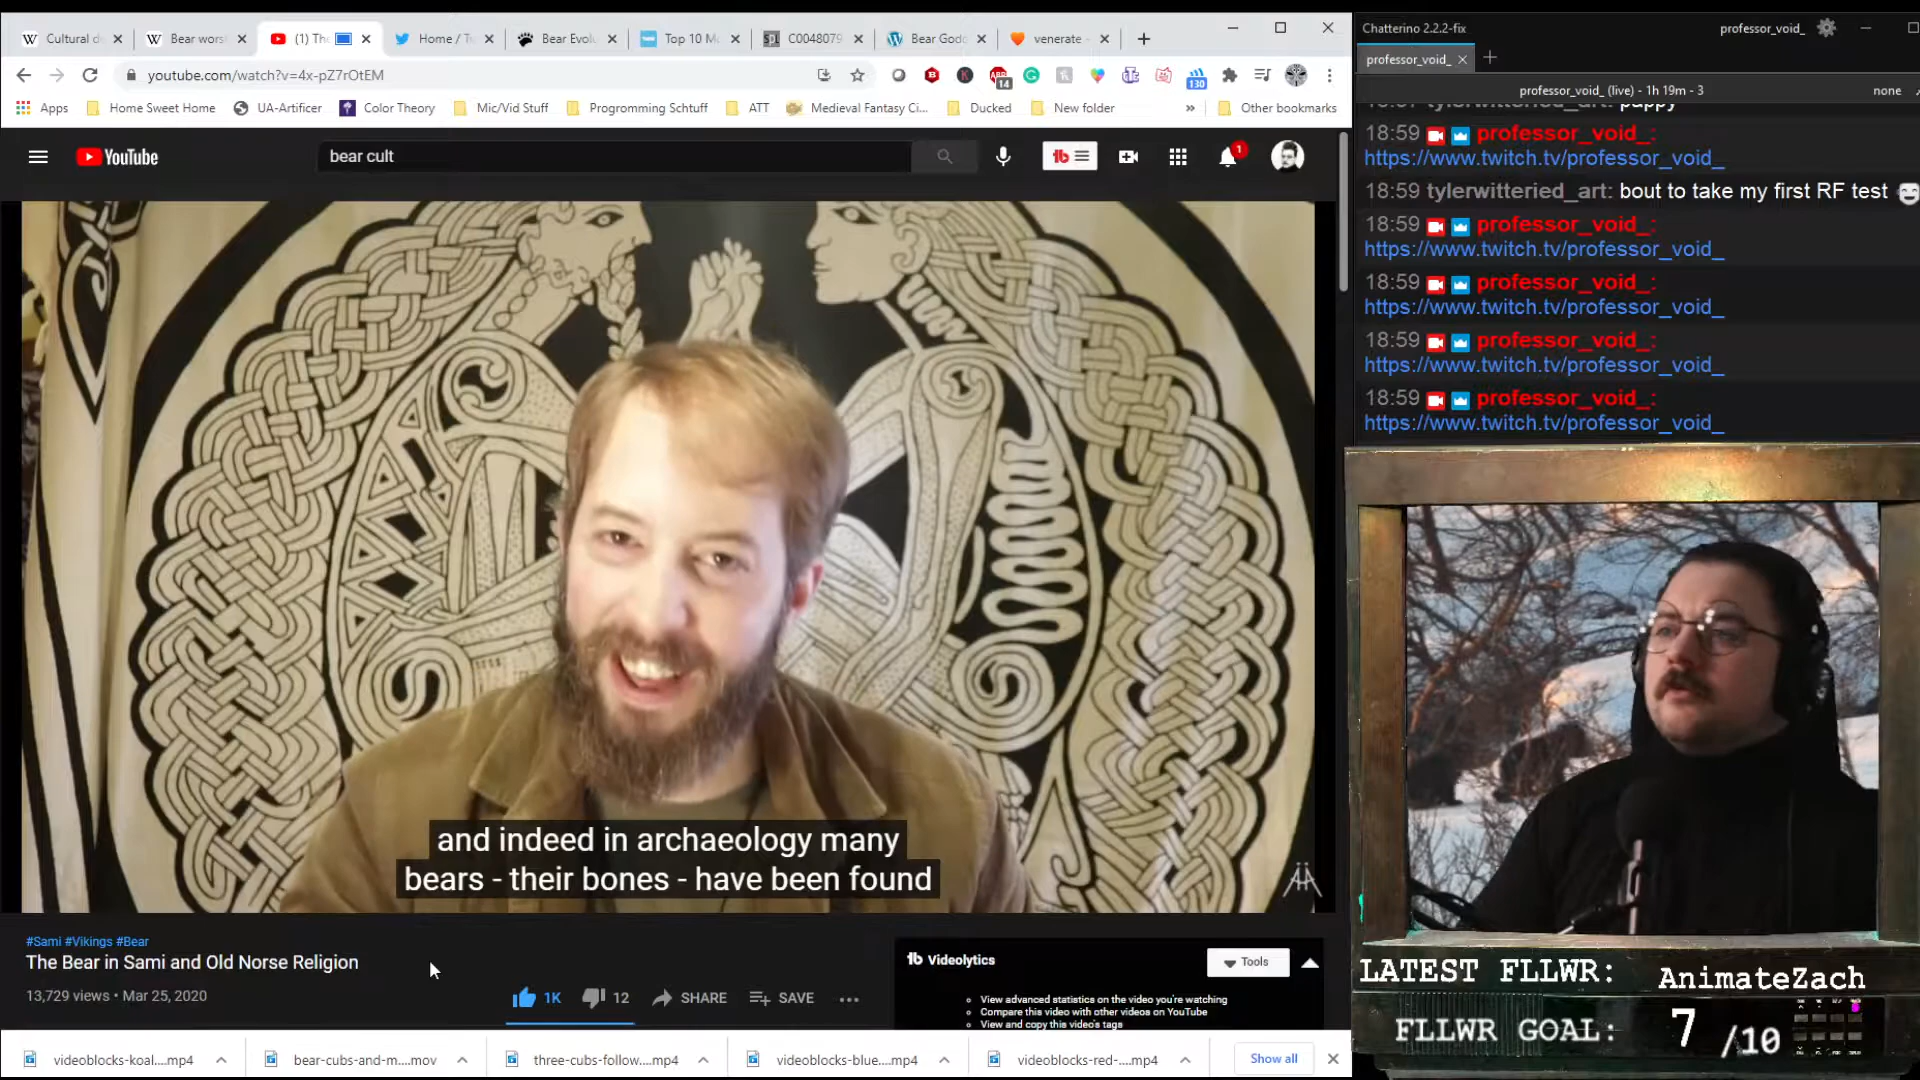 Cultural d
Bear wors
(1) The
Home / T
Bear Evol
Top 10 M
C0048079
Bear Godd
venerate
youtube.com/watch?v=4x-pZ7rOtEM
14
130
Apps
Home Sweet Home
UA-Artificer
Color Theory
Mic/Vid Stuff
Progromming Schtuff
ATT
Medieval Fantasy Ci...
Ducked
New folder
»
Other bookmarks
YouTube
bear cult
1
and indeed in archaeology many
bears - their bones - have been found
#Sami #Vikings #Bear
The Bear in Sami and Old Norse Religion
13,729 views • Mar 25, 2020
1K
12
SHARE
SAVE
Videolytics
Tools
View advanced statistics on the video you're watching
Compare this video with other videos on YouTube
View and copy this video's tags
videoblocks-koal....mp4
bear-cubs-and-m....mov
three-cubs-follow....mp4
videoblocks-blue....mp4
videoblocks-red-....mp4
Show all
Chatterino 2.2.2-fix
professor_void_
professor_void_
professor_void_ (live) - 1h 19m - 3
none
18:57 tylerwitteried_art: puppy
18:59 professor_void_:
https://www.twitch.tv/professor_void_
18:59 tylerwitteried_art: bout to take my first RF test
18:59 professor_void_:
https://www.twitch.tv/professor_void_
18:59 professor_void_:
https://www.twitch.tv/professor_void_
18:59 professor_void_:
https://www.twitch.tv/professor_void_
18:59 professor_void_:
https://www.twitch.tv/professor_void_
LATEST FLLWR: AnimateZach
FLLWR GOAL: 7 /10